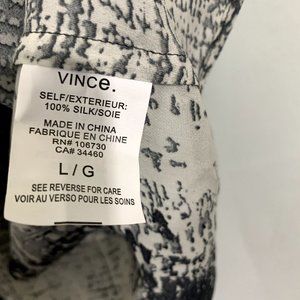 VINCE.
SELF/EXTERIEUR:
100% SILK/SOIE
MADE IN CHINA
FABRIQUE EN CHINE
RN# 106730
CA# 34460
L / G
SEE REVERSE FOR CARE
VOIR AU VERSO POUR LES SOINS